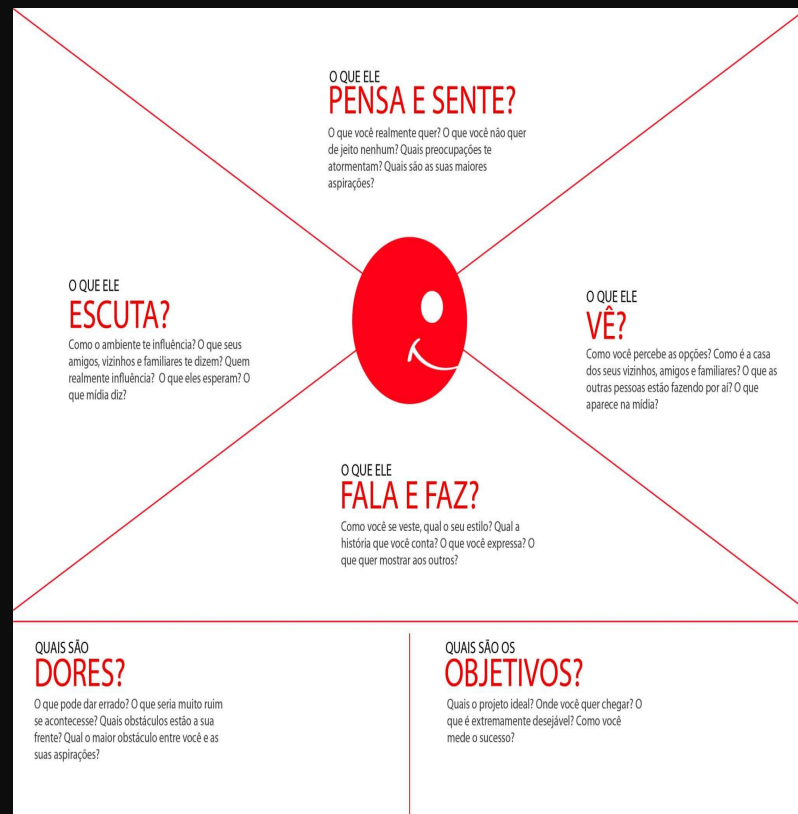 O QUE ELE
PENSA E SENTE?
O que você realmente quer? O que você não quer
de jeito nenhum? Quais preocupações te
atormentam? Quais são as suas maiores
aspirações?
O QUE ELE
ESCUTA?
Como o ambiente te influência? O que seus
amigos, vizinhos e familiares te dizem? Quem
realmente influência? O que eles esperam? O
que mídia diz?
O QUE ELE
VÊ?
Como você percebe as opções? Como é a casa
dos seus vizinhos, amigos e familiares? O que as
outras pessoas estão fazendo por aí? O que
aparece na mídia?
O QUE ELE
FALA E FAZ?
Como você se veste, qual o seu estilo? Qual a
história que você conta? O que você expressa? O
que quer mostrar aos outros?
QUAIS SÃO
DORES?
O que pode dar errado? O que seria muito ruim
se acontecesse? Quais obstáculos estão a sua
frente? Qual o maior obstáculo entre você e as
suas aspirações?
QUAIS SÃO OS
OBJETIVOS?
Quais o projeto ideal? Onde você quer chegar? O
que é extremamente desejável? Como você
mede o sucesso?